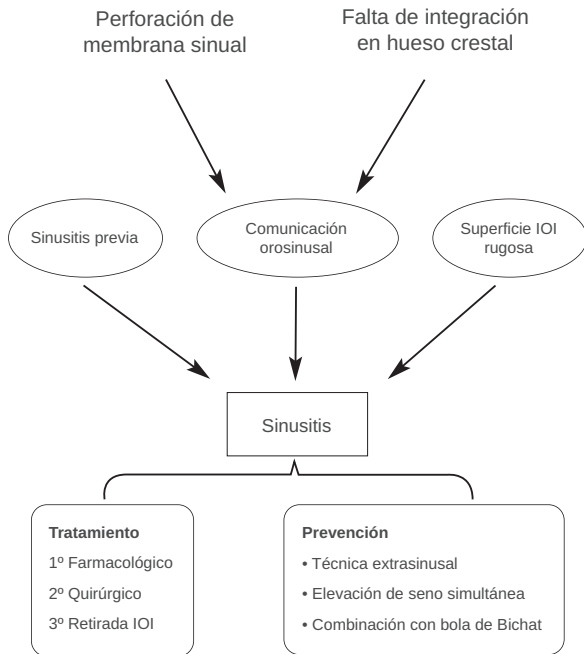 Perforación de
membrana sinual
Falta de integración
en hueso crestal
Sinusitis previa
Comunicación
orosinusal
Superficie IOI
rugosa
Sinusitis
Tratamiento
1º Farmacológico
2º Quirúrgico
3º Retirada IOI
Prevención
• Técnica extrasinusal
• Elevación de seno simultánea
• Combinación con bola de Bichat